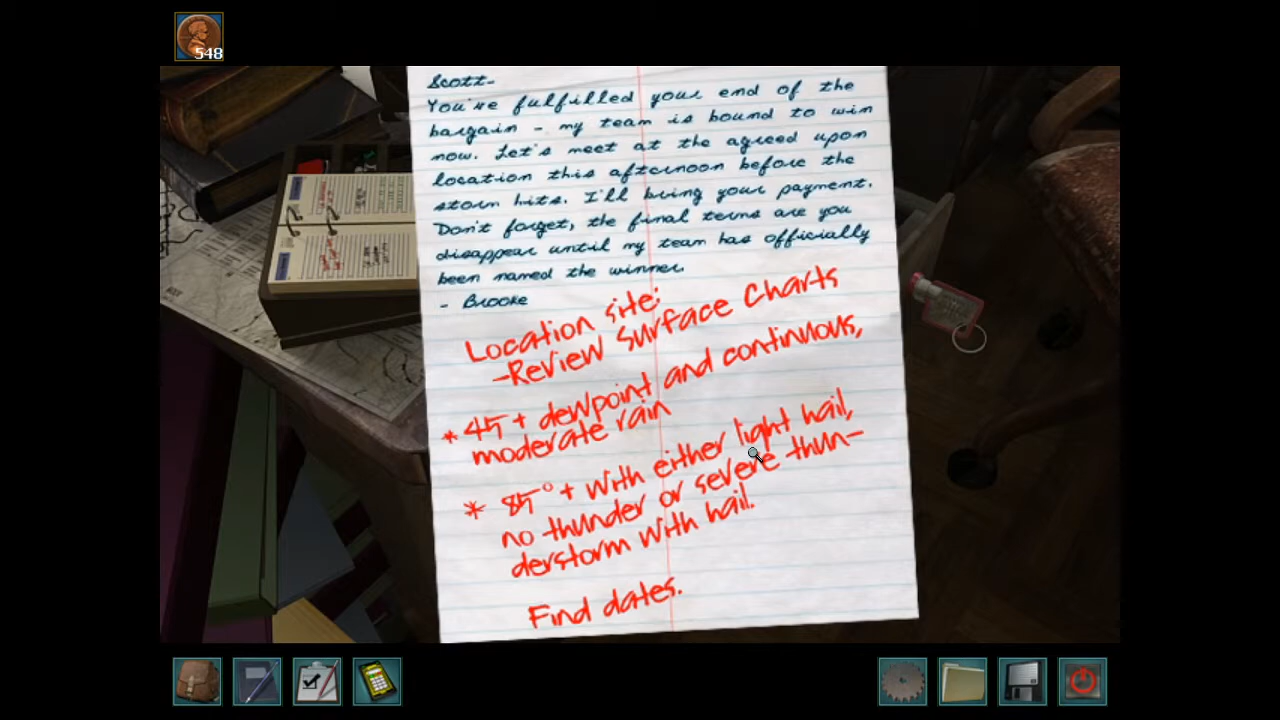 548
Scott-
You're fulfilled your end of the
bargain - my team is bound to win
now. Let's meet at the agreed upon
location this afternoon before the
storm hits. I'll bring your payment.
Don't forget, the final terms are you
disappear until my team has officially
been named the winner.
- Brooke
Location site:
-Review Surface Charts
* 45+ dewpoint and continuous,
moderate rain
* 85°+ with either light hail,
no thunder or severe thun-
derstorm with hail.
Find dates.